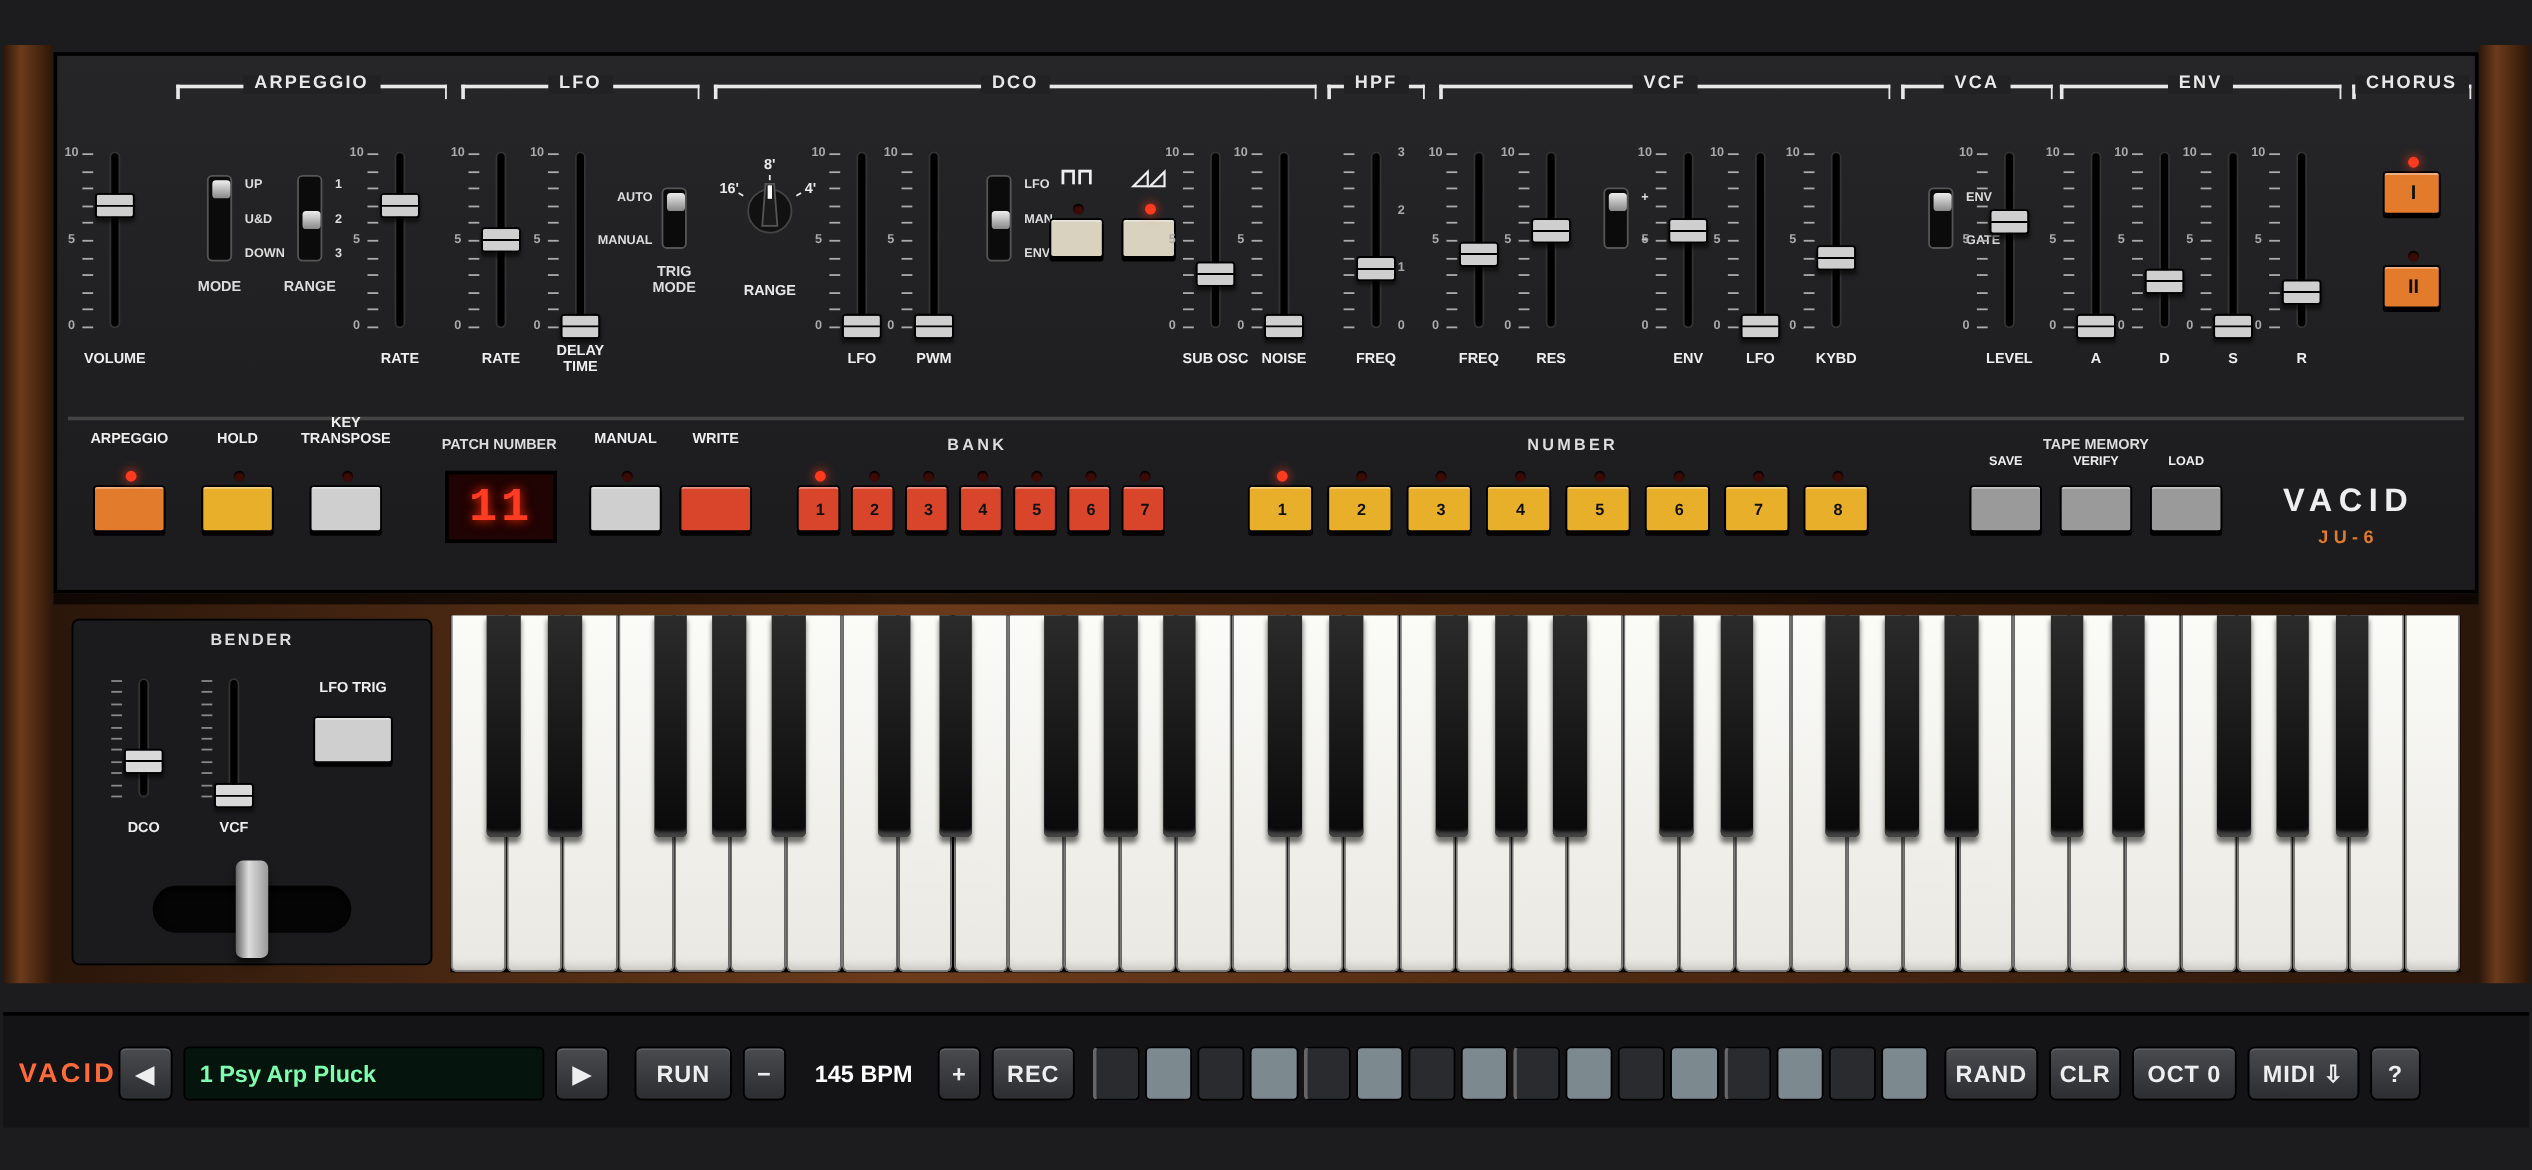 ARPEGGIO LFO DCO HPF VCF VCA ENV CHORUS
10 10 10 10 10 10 10 10 3 10 10 10 10 10 10 10 10 10 10
8'
16' 4'
UP 1 LFO
AUTO + ENV I
U&D 2 MAN 2
5 5 5 5 MANUAL 5 5 5 5 5 5 5 5 5 5 GATE 5 5 5 5
DOWN 3 ENV 1
TRIG
MODE
MODE RANGE RANGE II
0 0 0 0 0 0 0 0 0 0 0 0 0 0 0 0 0 0
VOLUME RATE RATE DELAY
TIME LFO PWM SUB OSC NOISE FREQ FREQ RES ENV LFO KYBD LEVEL A D S R
ARPEGGIO HOLD KEY
TRANSPOSE PATCH NUMBER MANUAL WRITE BANK NUMBER TAPE MEMORY
SAVE VERIFY LOAD
11 1 2 3 4 5 6 7 1 2 3 4 5 6 7 8 VACID
JU-6
BENDER
LFO TRIG
DCO VCF
VACID ◀ 1 Psy Arp Pluck ▶ RUN − 145 BPM + REC RAND CLR OCT 0 MIDI ⇩ ?